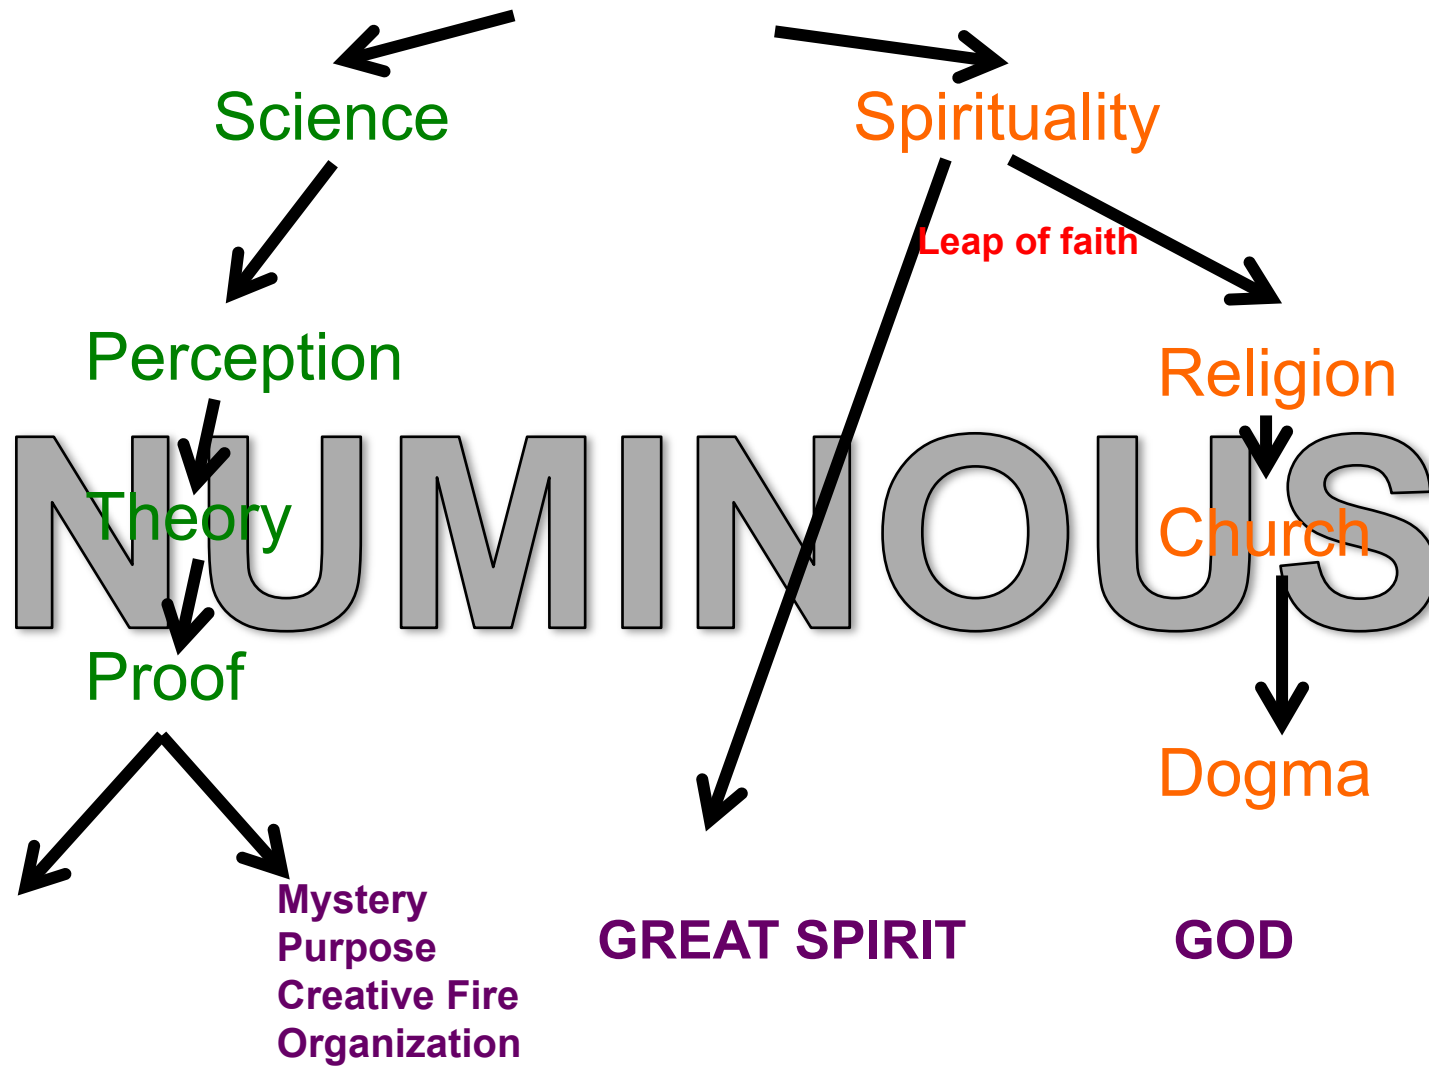 Science
Spirituality
Leap of faith
Perception
Religion
NUMINOUS
Theory
Church
Proof
Dogma
Mystery
Purpose
Creative Fire
Organization
GREAT SPIRIT
GOD